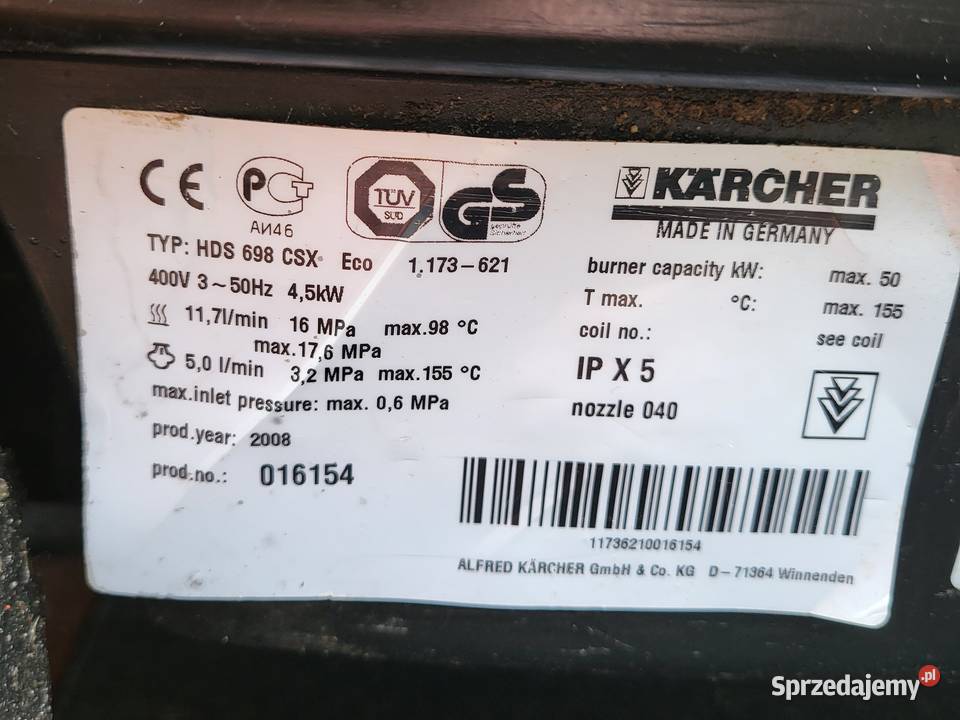 CE PCT TÜV SÜD GS geprüfte Sicherheit
АИ46
KÄRCHER
MADE IN GERMANY
TYP: HDS 698 CSX Eco 1.173-621
400V 3~50Hz 4,5kW
11,7l/min 16 MPa max.98 °C
max.17,6 MPa
5,0 l/min 3,2 MPa max.155 °C
max.inlet pressure: max. 0,6 MPa
prod.year: 2008
prod.no.: 016154
burner capacity kW: max. 50
T max. °C: max. 155
coil no.: see coil
IP X 5
nozzle 040
11736210016154
ALFRED KÄRCHER GmbH & Co. KG D-71364 Winnenden
Sprzedajemy.pl